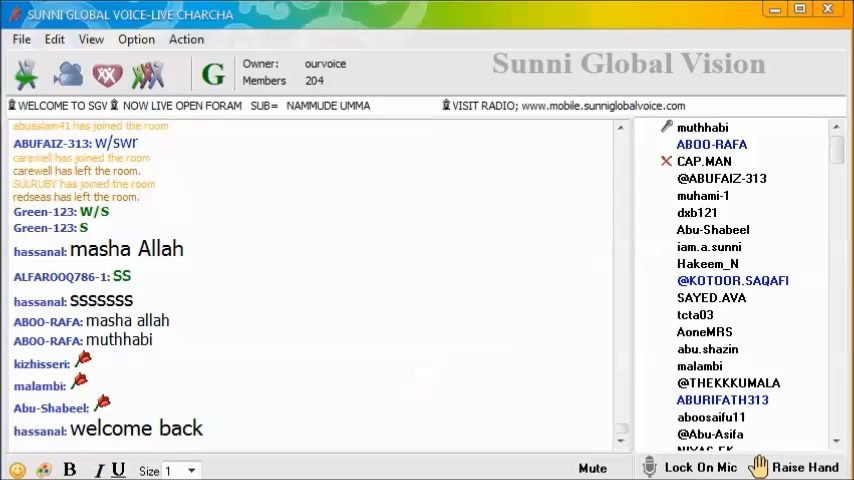 SUNNI GLOBAL VOICE-LIVE CHARCHA
File Edit View Option Action
G Owner: ourvoice
Members 204
Sunni Global Vision
WELCOME TO SGV NOW LIVE OPEN FORAM SUB= NAMMUDE UMMA VISIT RADIO; www.mobile.sunniglobalvoice.com
abuaslam41 has joined the room
ABUFAIZ-313: w/swr
carewell has joined the room
carewell has left the room.
SULRUBY has joined the room
redseas has left the room.
Green-123: W/S
Green-123: S
hassanal: masha Allah
ALFAROOQ786-1: SS
hassanal: sssssss
ABOO-RAFA: masha allah
ABOO-RAFA: muthhabi
kizhisseri:
malambi:
Abu-Shabeel:
hassanal: welcome back
muthhabi
ABOO-RAFA
CAP.MAN
@ABUFAIZ-313
muhami-1
dxb121
Abu-Shabeel
iam.a.sunni
Hakeem_N
@KOTOOR.SAQAFI
SAYED.AVA
tcta03
AoneMRS
abu.shazin
malambi
@THEKKKUMALA
ABURIFATH313
aboosaifu11
@Abu-Asifa
B I U Size 1 Mute Lock On Mic Raise Hand